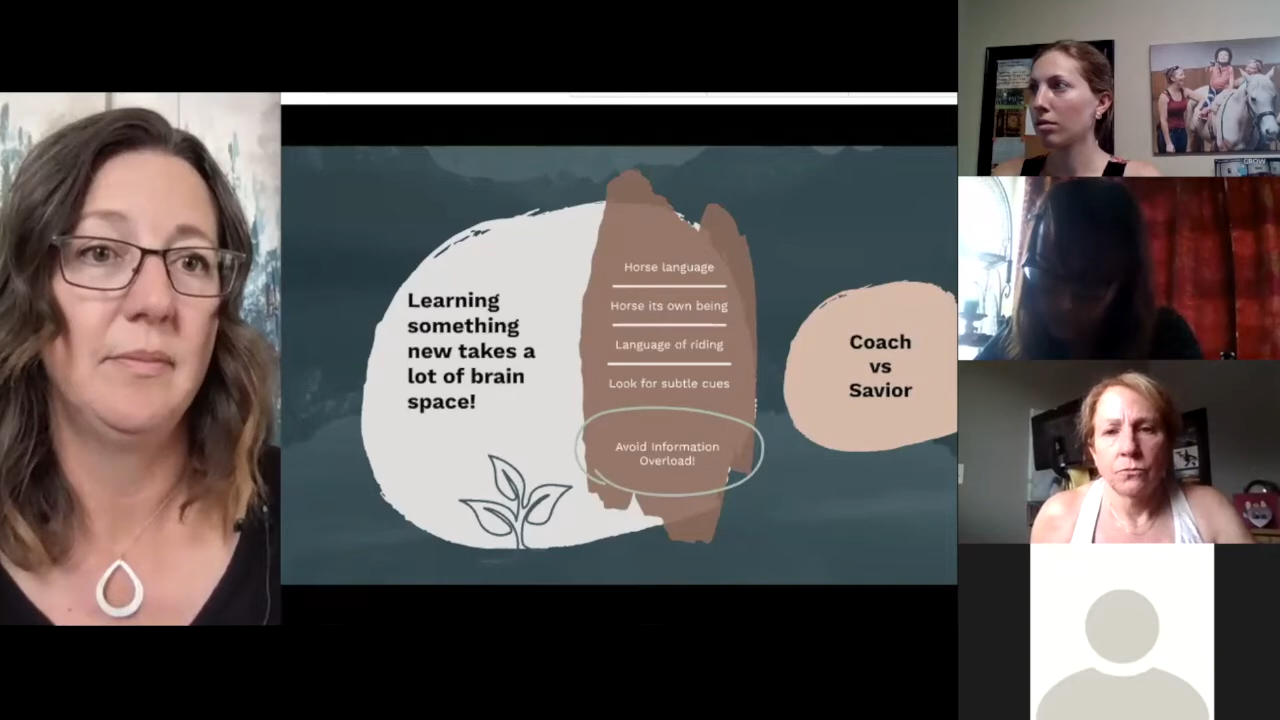 Learning
something
new takes a
lot of brain
space!
Horse language
Horse its own being
Language of riding
Look for subtle cues
Avoid Information
Overload!
Coach
vs
Savior
GROW